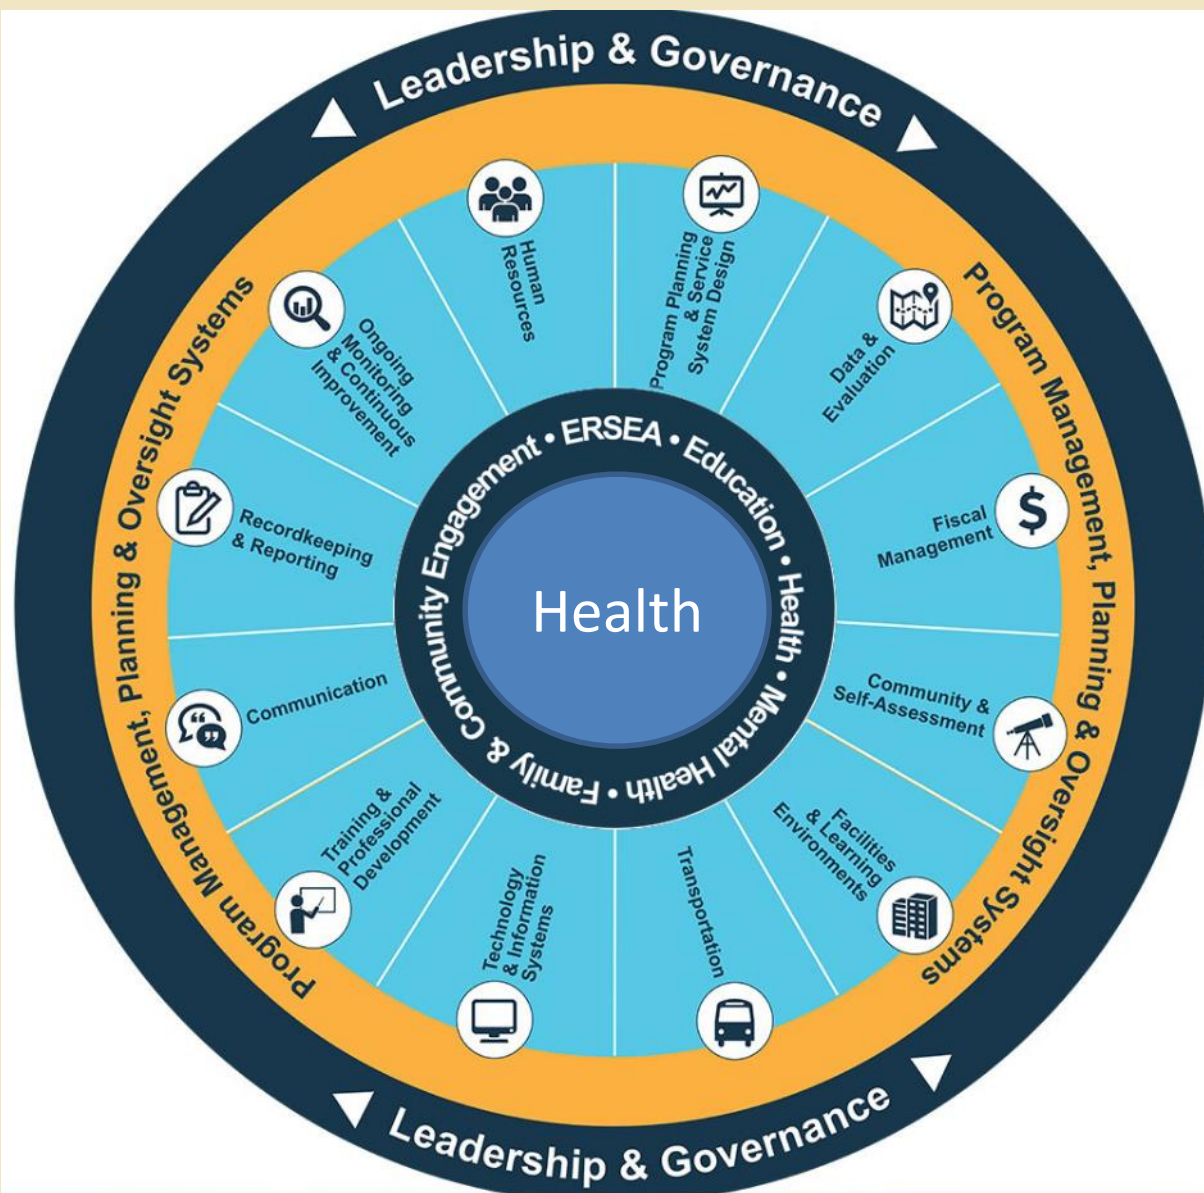 Leadership & Governance
Program Management, Planning & Oversight Systems
Program Management, Planning & Oversight Systems
Program Planning
& Service
System Design
Data &
Evaluation
Fiscal
Management
Community &
Self-Assessment
Facilities
& Learning
Environments
Transportation
Technology
& Information
Systems
Training &
Professional
Development
Communication
Recordkeeping
& Reporting
Ongoing
Monitoring
& Continuous
Improvement
Human
Resources
ERSEA • Education • Health • Mental Health • Family & Community Engagement •
Health
Leadership & Governance